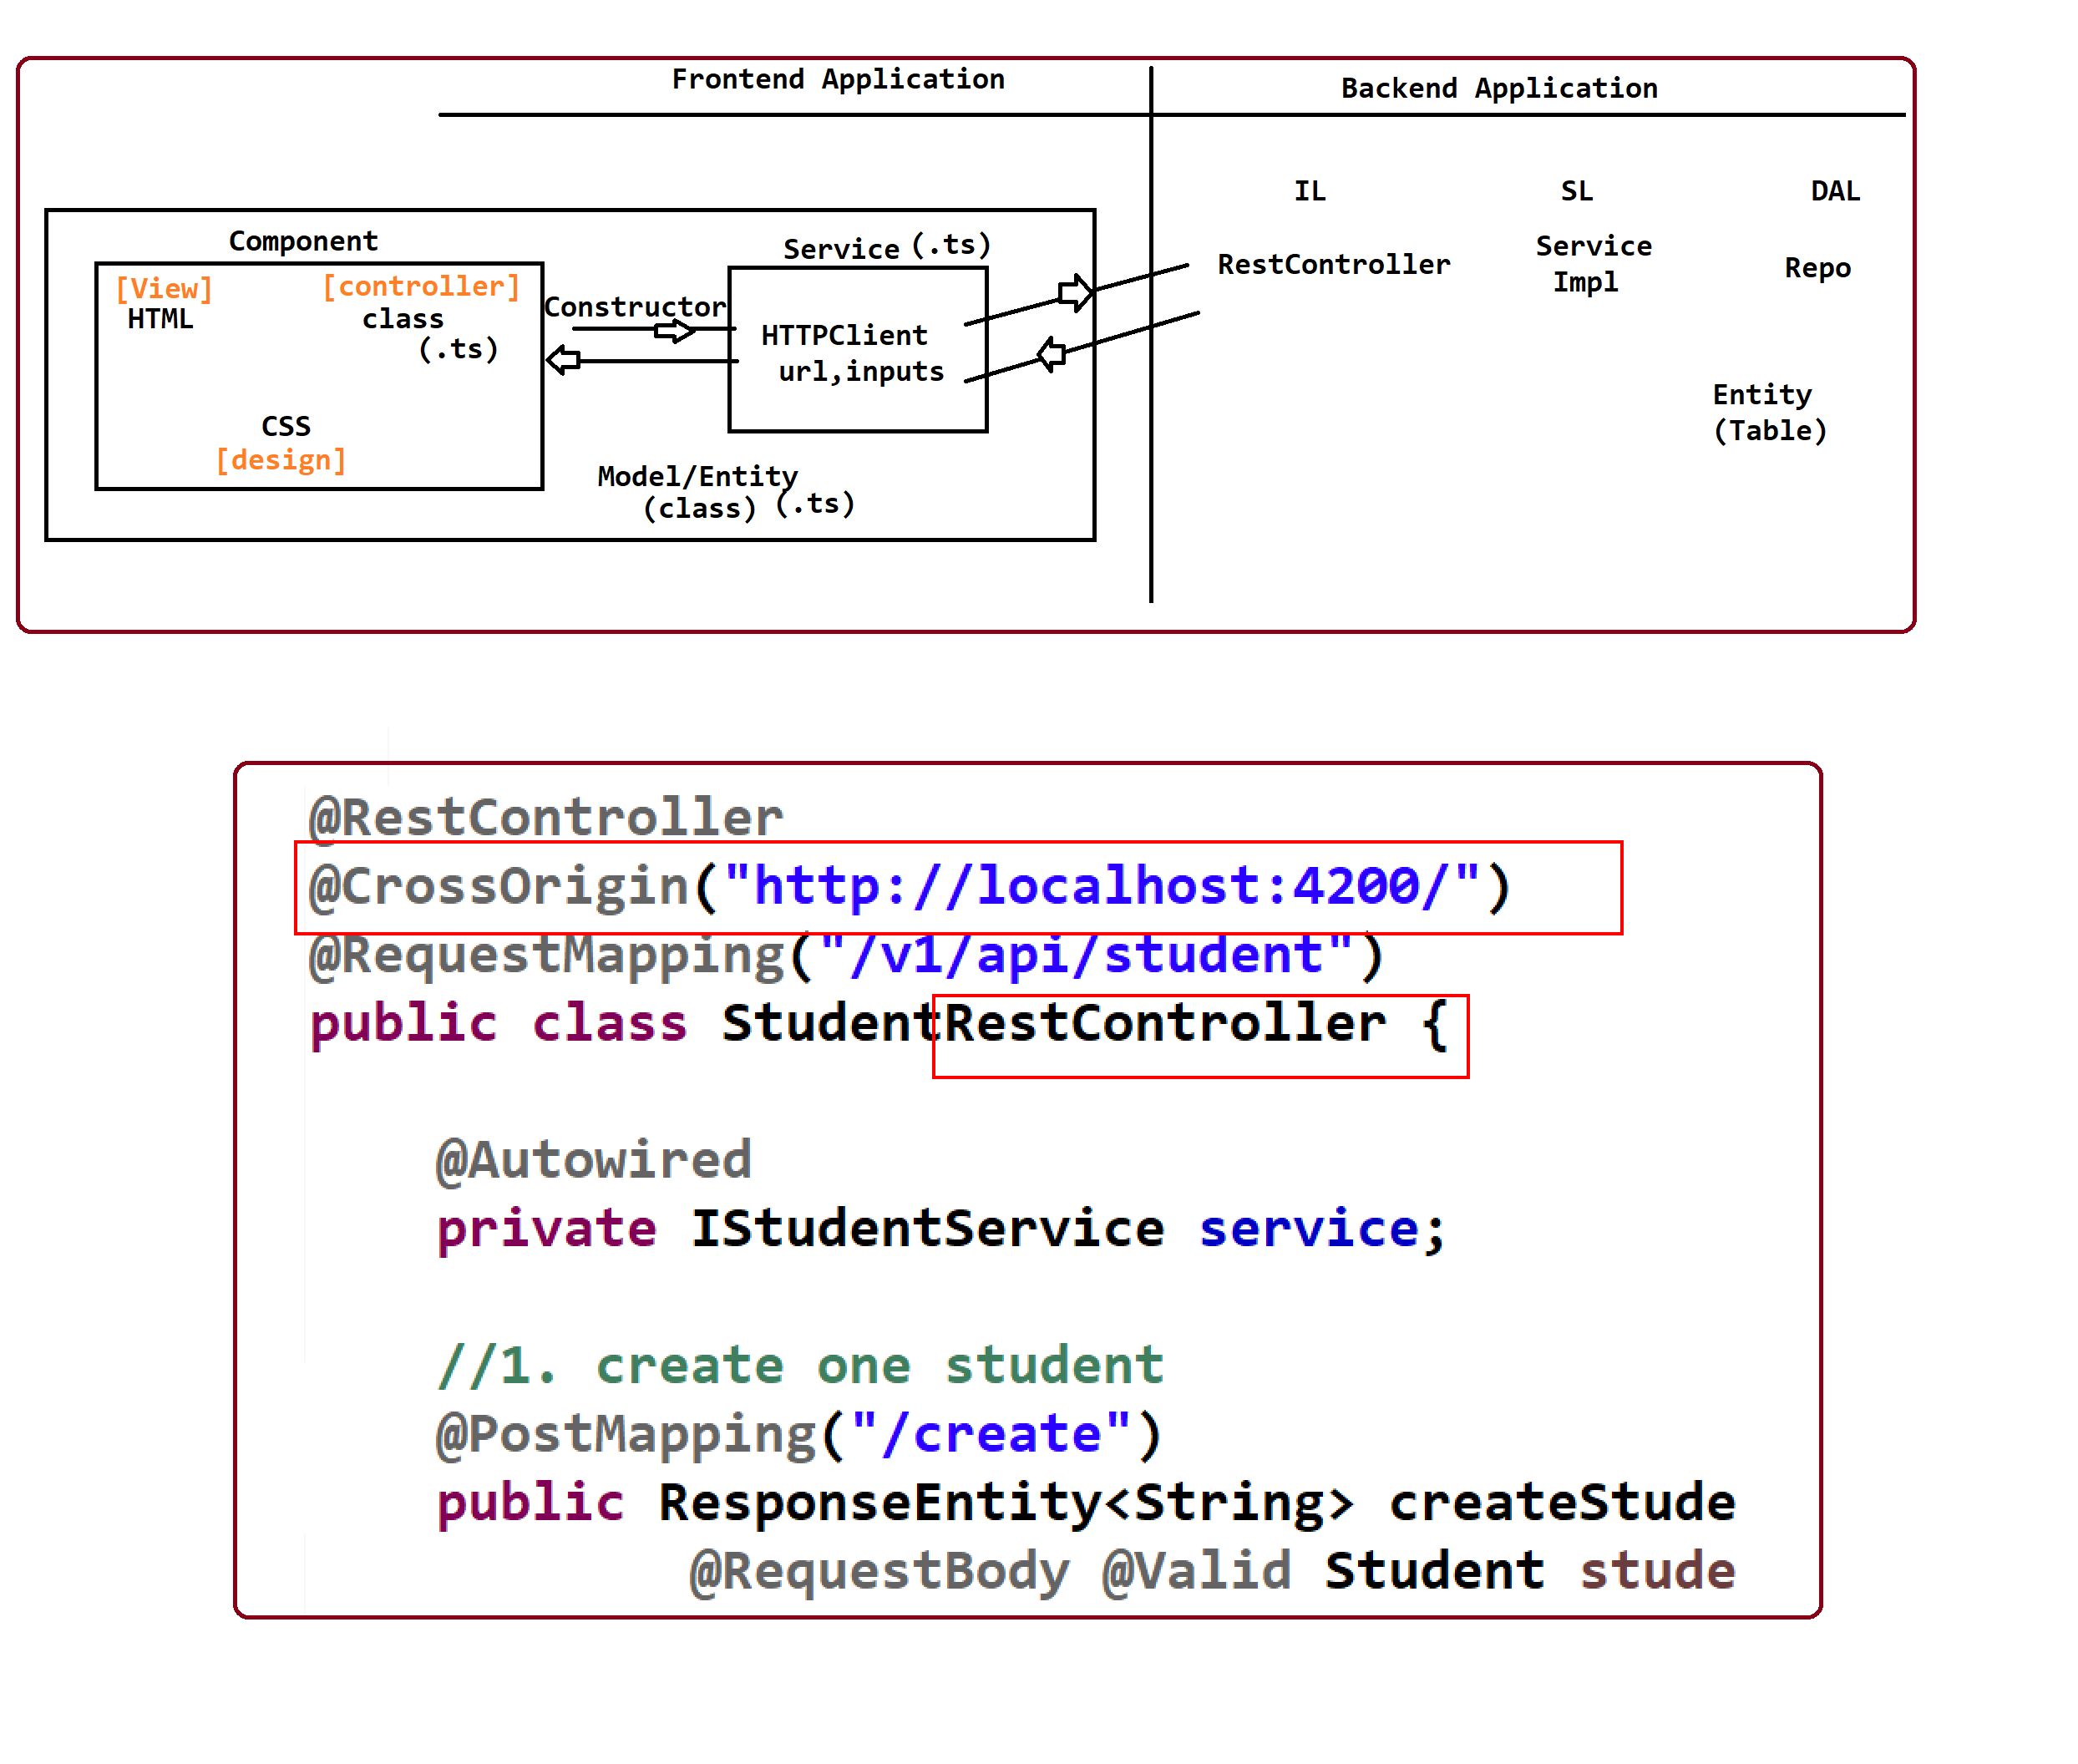 Frontend Application
Backend Application
IL
SL
DAL
Component
Service (.ts)
[View]
HTML
[controller]
class
(.ts)
CSS
[design]
Constructor
HTTPClient
url,inputs
Model/Entity
(class) (.ts)
RestController
Service
Impl
Repo
Entity
(Table)
@RestController
@CrossOrigin("http://localhost:4200/")
@RequestMapping("/v1/api/student")
public class StudentRestController {
@Autowired
private IStudentService service;
//1. create one student
@PostMapping("/create")
public ResponseEntity<String> createStude
@RequestBody @Valid Student stude